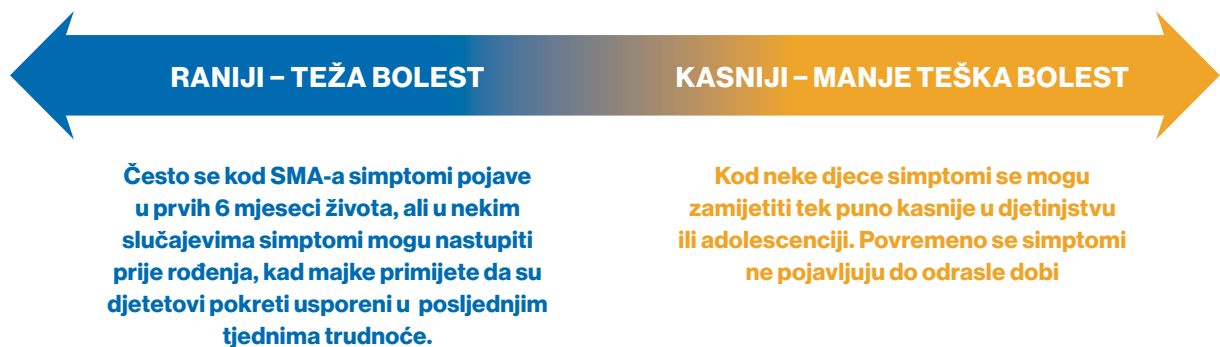 RANIJI – TEŽA BOLEST
KASNIJI – MANJE TEŠKA BOLEST
Često se kod SMA-a simptomi pojave
u prvih 6 mjeseci života, ali u nekim
slučajevima simptomi mogu nastupiti
prije rođenja, kad majke primijete da su
djetetovi pokreti usporeni u posljednjim
tjednima trudnoće.
Kod neke djece simptomi se mogu
zamijetiti tek puno kasnije u djetinjstvu
ili adolescenciji. Povremeno se simptomi
ne pojavljuju do odrasle dobi